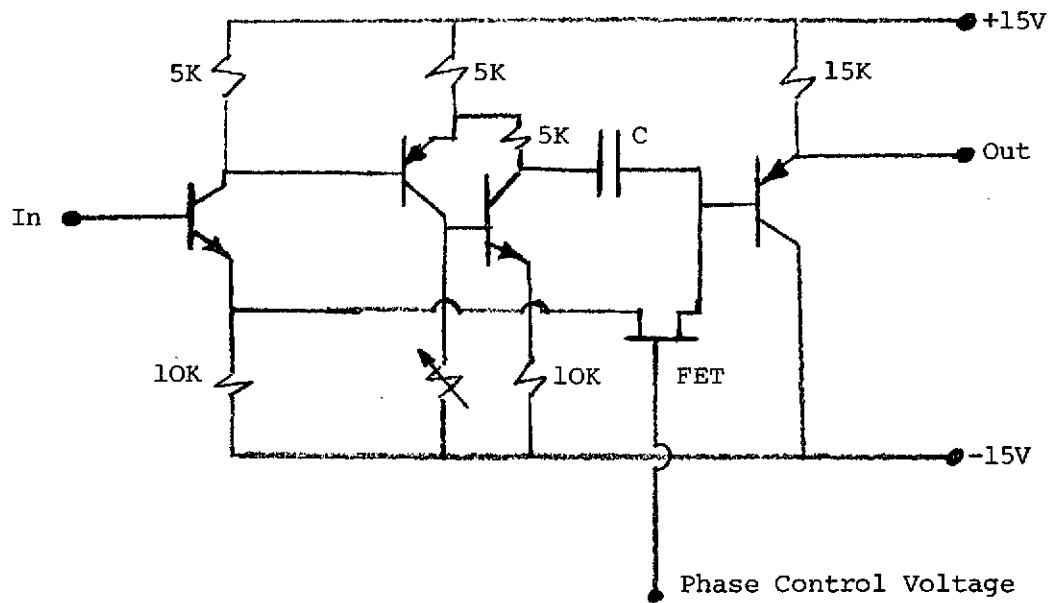 +15V
5K
5K
15K
5K
C
Out
In
10K
10K
FET
-15V
Phase Control Voltage